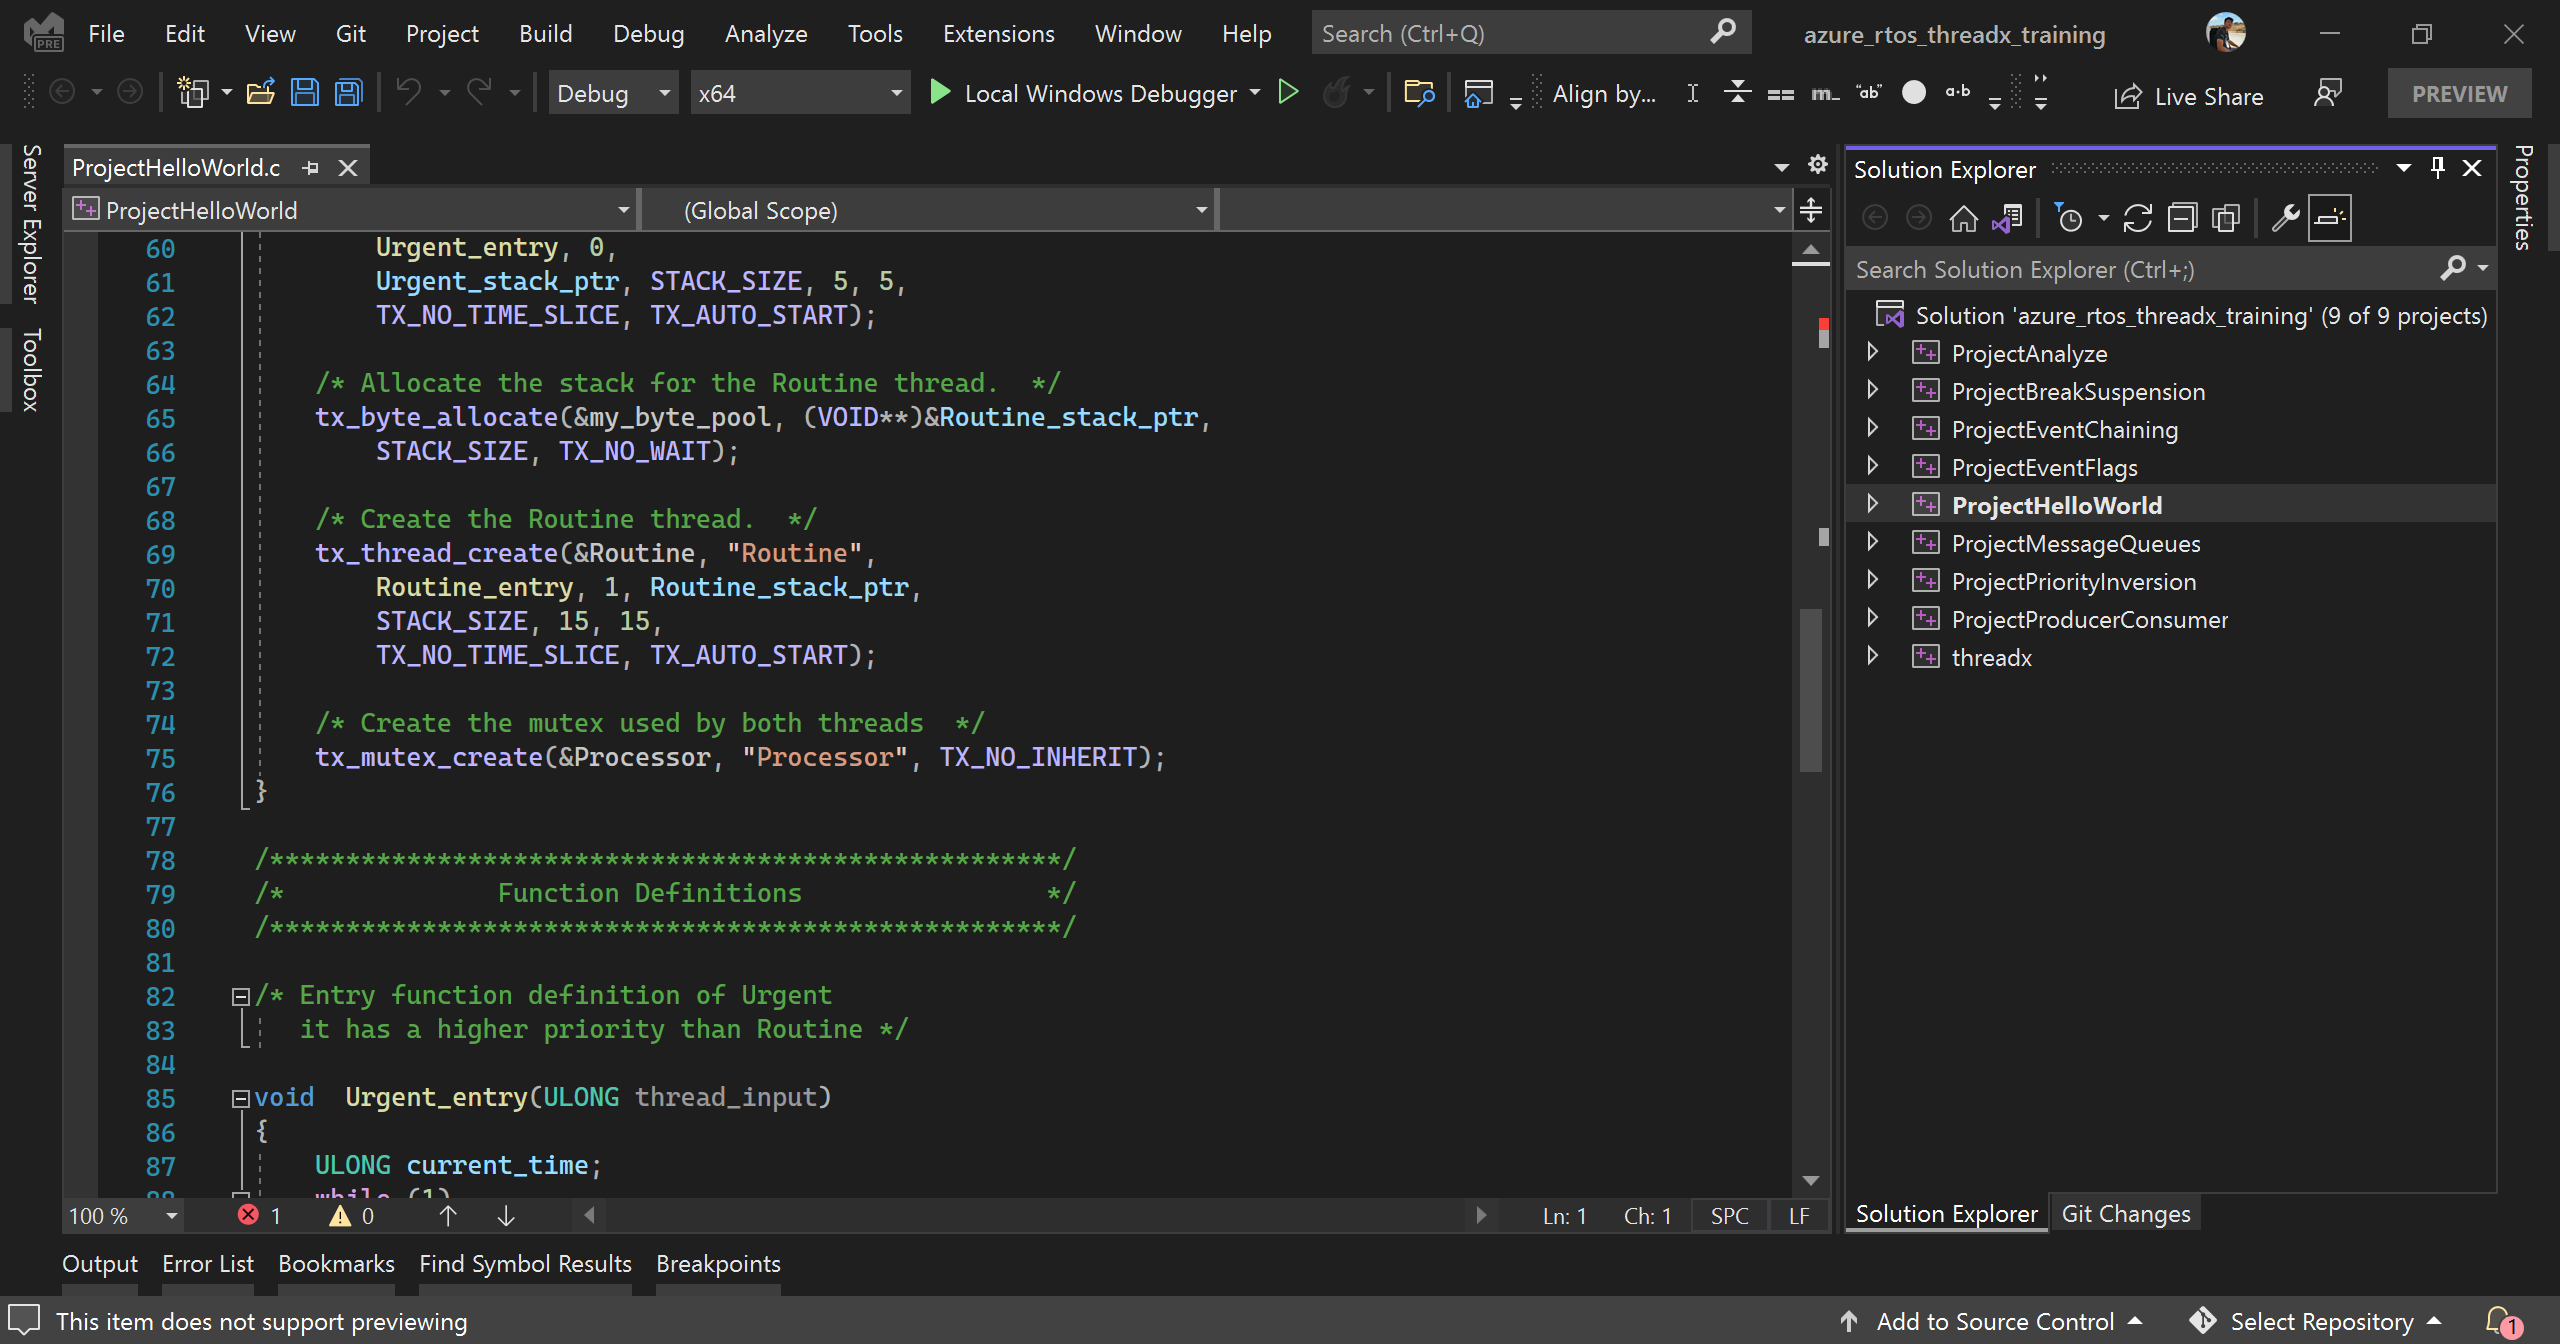 PRE File Edit View Git Project Build Debug Analyze Tools Extensions Window Help Search (Ctrl+Q) azure_rtos_threadx_training
Debug x64 Local Windows Debugger Align by... == m_ "ab" a·b Live Share PREVIEW
Server Explorer
Toolbox
ProjectHelloWorld.c
ProjectHelloWorld (Global Scope)
60 Urgent_entry, 0,
61 Urgent_stack_ptr, STACK_SIZE, 5, 5,
62 TX_NO_TIME_SLICE, TX_AUTO_START);
63
64 /* Allocate the stack for the Routine thread.  */
65 tx_byte_allocate(&my_byte_pool, (VOID**)&Routine_stack_ptr,
66 STACK_SIZE, TX_NO_WAIT);
67
68 /* Create the Routine thread.  */
69 tx_thread_create(&Routine, "Routine",
70 Routine_entry, 1, Routine_stack_ptr,
71 STACK_SIZE, 15, 15,
72 TX_NO_TIME_SLICE, TX_AUTO_START);
73
74 /* Create the mutex used by both threads  */
75 tx_mutex_create(&Processor, "Processor", TX_NO_INHERIT);
76 }
77
78 /****************************************************/
79 /*              Function Definitions                */
80 /****************************************************/
81
82 /* Entry function definition of Urgent
83 it has a higher priority than Routine */
84
85 void  Urgent_entry(ULONG thread_input)
86 {
87 ULONG current_time;
88 while (1)
100 % 1 0 Ln: 1 Ch: 1 SPC LF
Solution Explorer
Search Solution Explorer (Ctrl+;)
Solution 'azure_rtos_threadx_training' (9 of 9 projects)
ProjectAnalyze
ProjectBreakSuspension
ProjectEventChaining
ProjectEventFlags
ProjectHelloWorld
ProjectMessageQueues
ProjectPriorityInversion
ProjectProducerConsumer
threadx
Solution Explorer Git Changes
Properties
Output Error List Bookmarks Find Symbol Results Breakpoints
This item does not support previewing Add to Source Control Select Repository 1